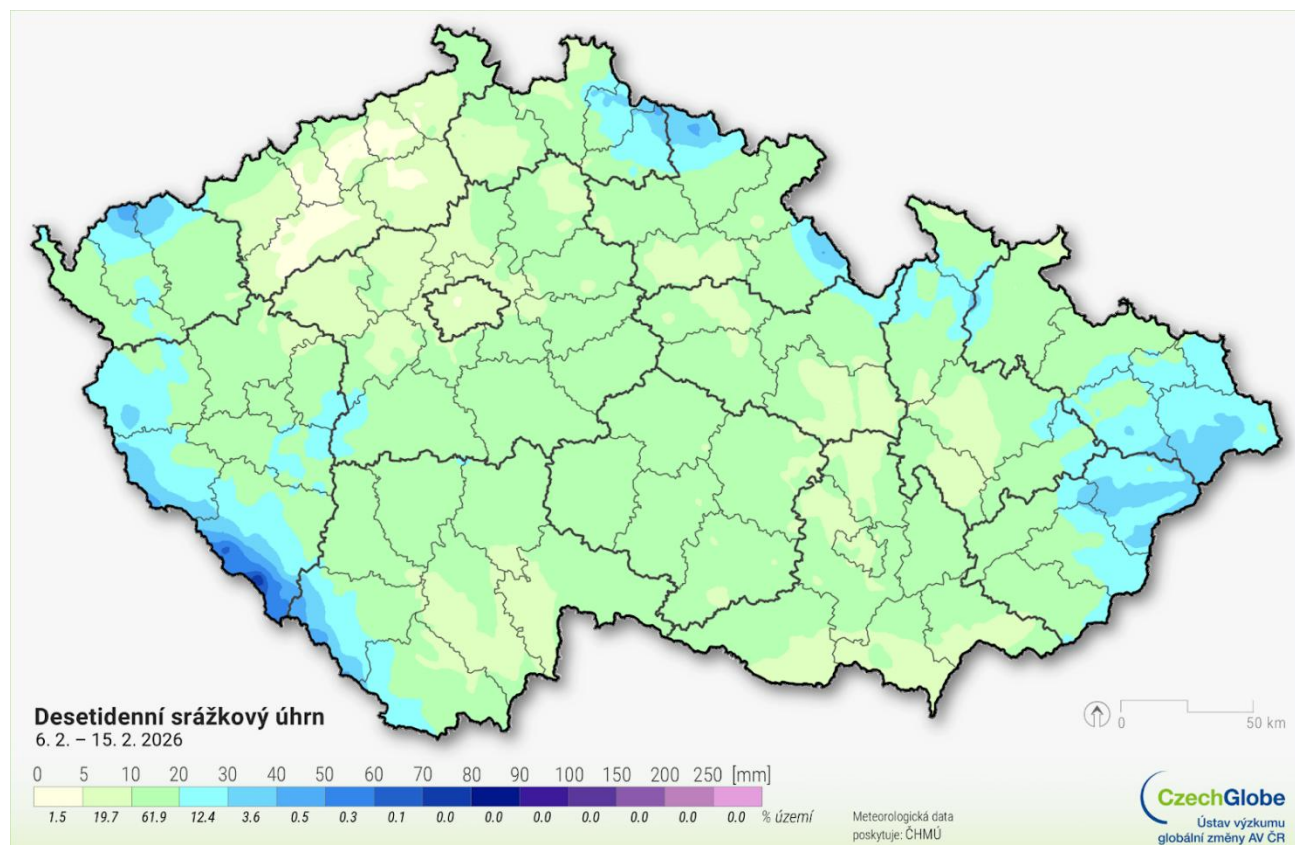 Desetidenní srážkový úhrn
6. 2. – 15. 2. 2026
0 5 10 20 30 40 50 60 70 80 90 100 150 200 250 [mm]
1.5 19.7 61.9 12.4 3.6 0.5 0.3 0.1 0.0 0.0 0.0 0.0 0.0 0.0 % území
0 50 km
Meteorologická data
poskytuje: ČHMÚ
CzechGlobe
Ústav výzkumu
globální změny AV ČR